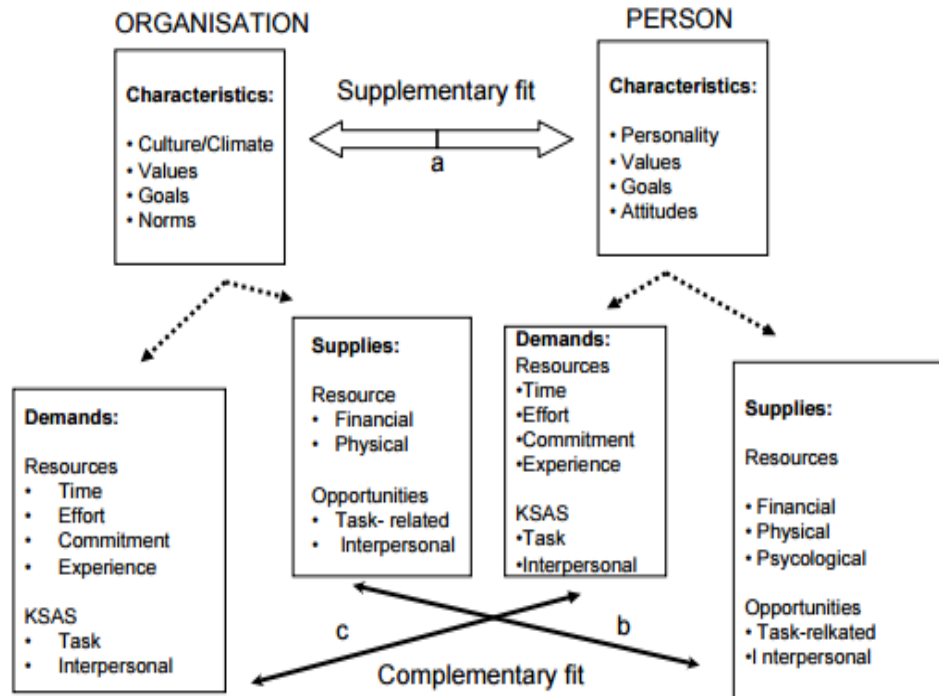 ORGANISATION
PERSON
Characteristics:
• Culture/Climate
• Values
• Goals
• Norms
Supplementary fit
a
Characteristics:
• Personality
• Values
• Goals
• Attitudes
Demands:
Resources
• Time
• Effort
• Commitment
• Experience
KSAS
• Task
• Interpersonal
Supplies:
Resource
• Financial
• Physical
Opportunities
• Task- related
• Interpersonal
Demands:
Resources
•Time
•Effort
•Commitment
•Experience
KSAS
•Task
•Interpersonal
Supplies:
Resources
• Financial
• Physical
• Psycological
Opportunities
• Task-relkated
•I nterpersonal
c
b
Complementary fit